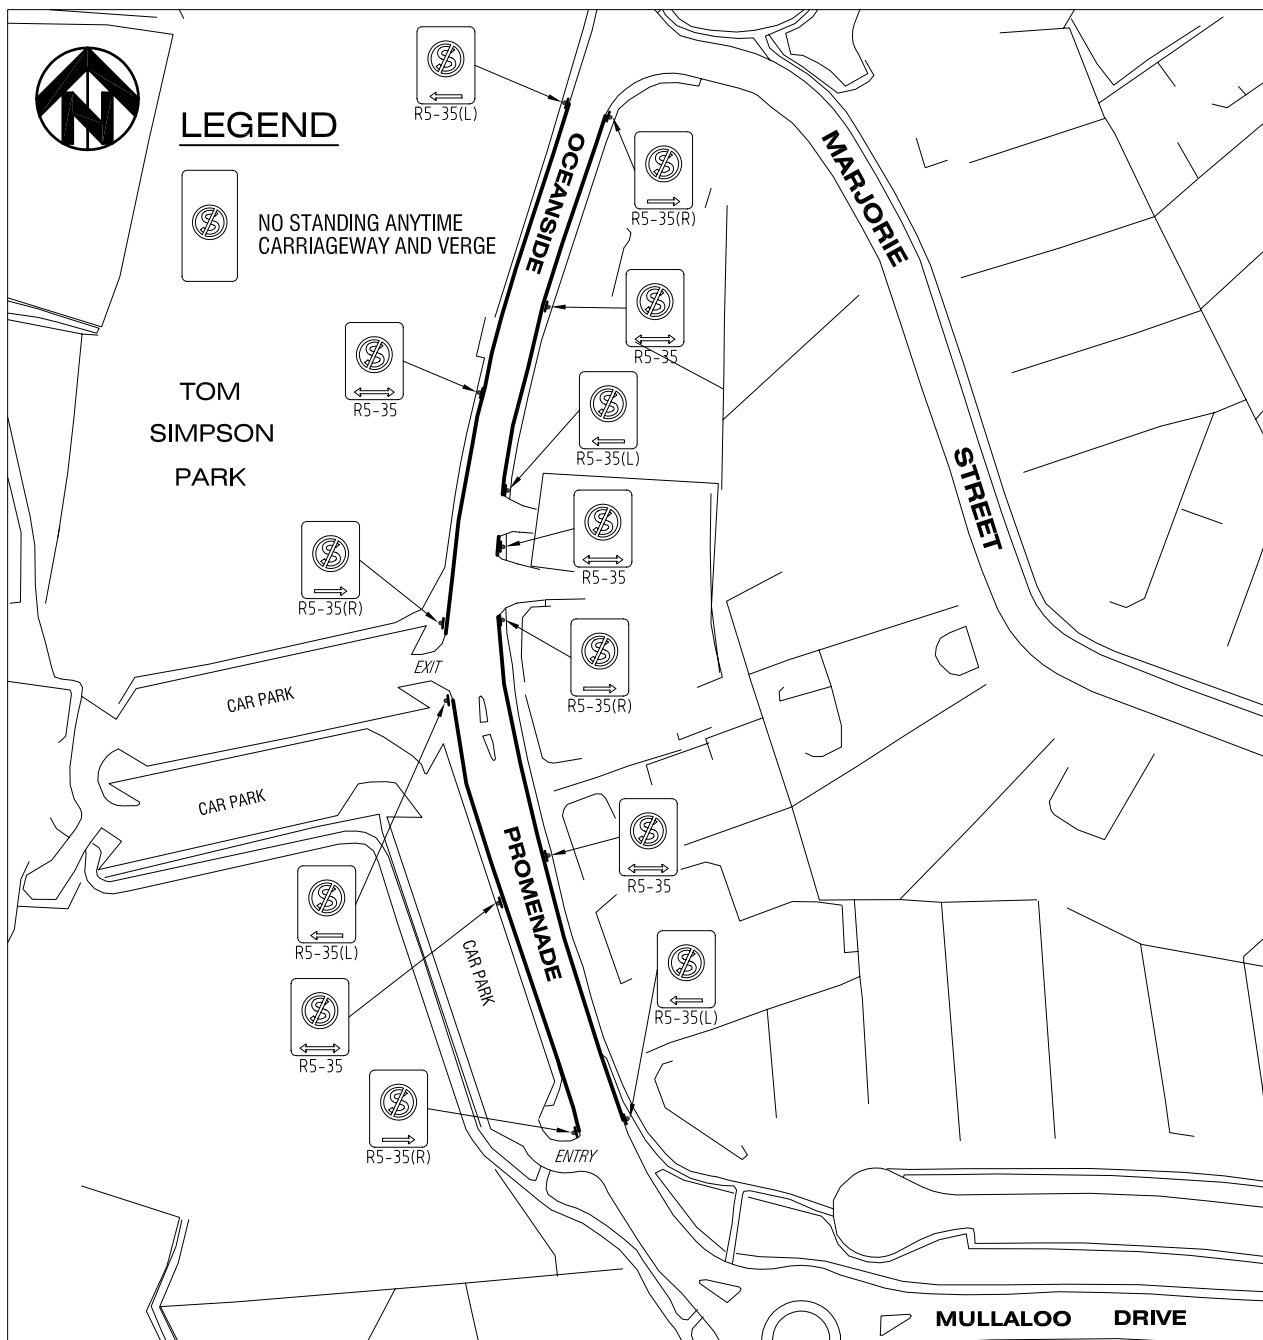 N
LEGEND
S
NO STANDING ANYTIME
CARRIAGEWAY AND VERGE
S
R5-35(L)
OCEANSIDE
S
R5-35(R)
MARJORIE
S
R5-35
S
R5-35
TOM
SIMPSON
PARK
S
R5-35(L)
STREET
S
R5-35
S
R5-35(R)
S
R5-35(R)
EXIT
CAR PARK
CAR PARK
S
R5-35
PROMENADE
S
R5-35(L)
CAR PARK
S
R5-35(L)
S
R5-35
S
R5-35(R)
ENTRY
MULLALOO DRIVE